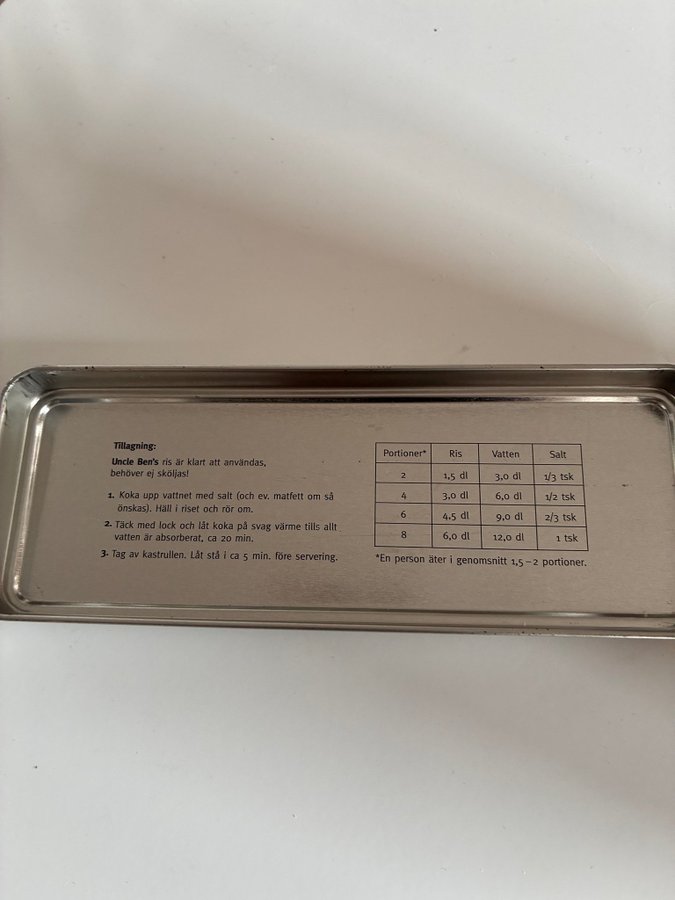 Tillagning:
Uncle Ben's ris är klart att användas,
behöver ej sköljas!
1. Koka upp vattnet med salt (och ev. matfett om så
önskas). Häll i riset och rör om.
2. Täck med lock och låt koka på svag värme tills allt
vatten är absorberat, ca 20 min.
3. Tag av kastrullen. Låt stå i ca 5 min. före servering.
Portioner* Ris Vatten Salt
2 1,5 dl 3,0 dl 1/3 tsk
4 3,0 dl 6,0 dl 1/2 tsk
6 4,5 dl 9,0 dl 2/3 tsk
8 6,0 dl 12,0 dl 1 tsk
*En person äter i genomsnitt 1,5–2 portioner.